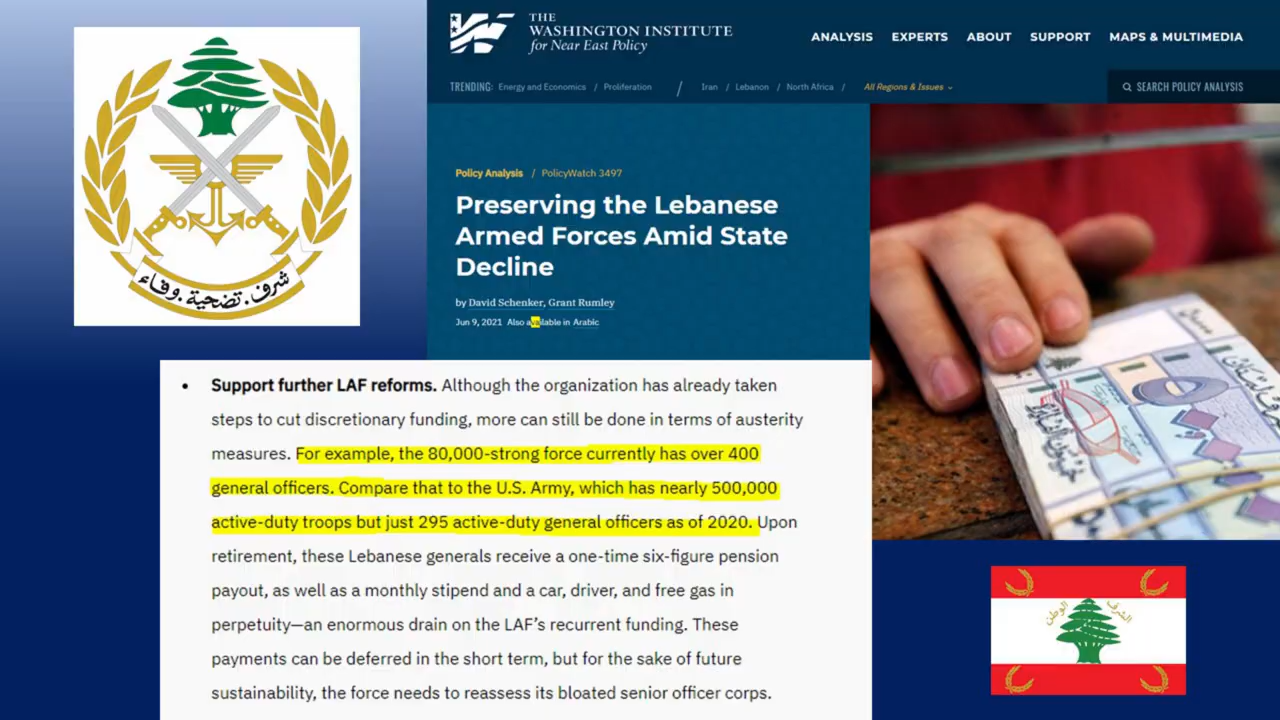 شرف. تضحية. وفاء
THE
WASHINGTON INSTITUTE
for Near East Policy
ANALYSIS EXPERTS ABOUT SUPPORT MAPS & MULTIMEDIA
TRENDING: Energy and Economics / Proliferation / Iran / Lebanon / North Africa / All Regions & Issues
SEARCH POLICY ANALYSIS
Policy Analysis / PolicyWatch 3497
Preserving the Lebanese
Armed Forces Amid State
Decline
by David Schenker, Grant Rumley
Jun 9, 2021 Also available in Arabic
• Support further LAF reforms. Although the organization has already taken
steps to cut discretionary funding, more can still be done in terms of austerity
measures. For example, the 80,000-strong force currently has over 400
general officers. Compare that to the U.S. Army, which has nearly 500,000
active-duty troops but just 295 active-duty general officers as of 2020. Upon
retirement, these Lebanese generals receive a one-time six-figure pension
payout, as well as a monthly stipend and a car, driver, and free gas in
perpetuity—an enormous drain on the LAF's recurrent funding. These
payments can be deferred in the short term, but for the sake of future
sustainability, the force needs to reassess its bloated senior officer corps.
الشرف
الوطن